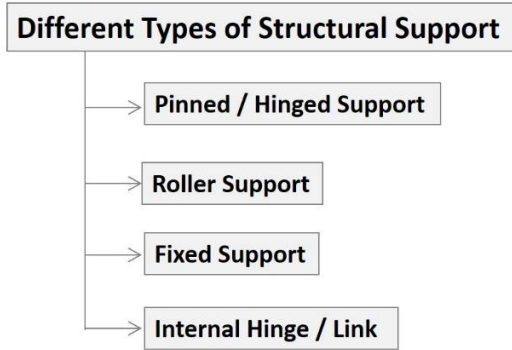 Different Types of Structural Support
Pinned / Hinged Support
Roller Support
Fixed Support
Internal Hinge / Link